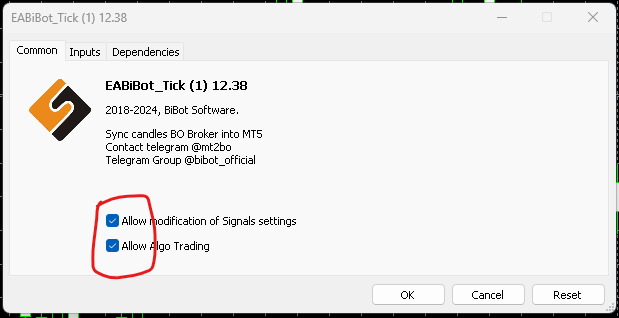 EABiBot_Tick (1) 12.38
Common
Inputs
Dependencies
EABiBot_Tick (1) 12.38
2018-2024, BiBot Software.
Sync candles BO Broker into MT5
Contact telegram @mt2bo
Telegram Group @bibot_official
Allow modification of Signals settings
Allow Algo Trading
OK
Cancel
Reset